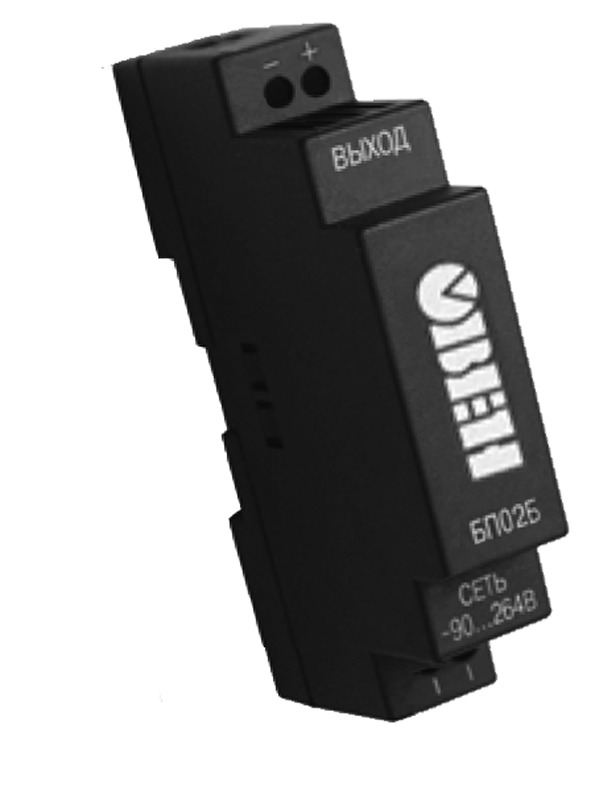 − +
ВЫХОД
ОВЕН
БП02Б
СЕТЬ
~90...264В